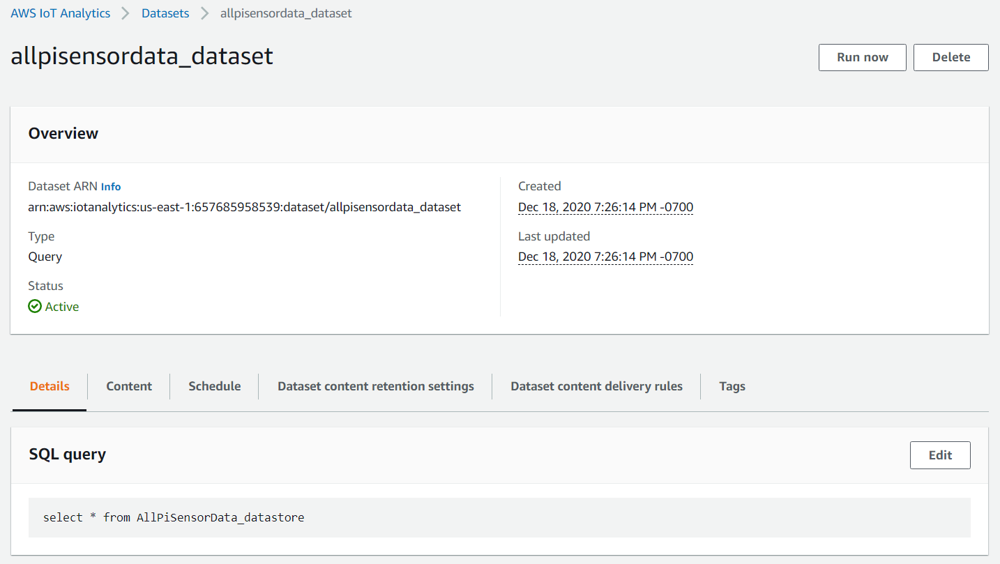 AWS IoT Analytics > Datasets > allpisensordata_dataset
allpisensordata_dataset
Run now Delete
Overview
Dataset ARN Info
arn:aws:iotanalytics:us-east-1:657685958539:dataset/allpisensordata_dataset
Type
Query
Status
Active
Created
Dec 18, 2020 7:26:14 PM -0700
Last updated
Dec 18, 2020 7:26:14 PM -0700
Details Content Schedule Dataset content retention settings Dataset content delivery rules Tags
SQL query
Edit
select * from AllPiSensorData_datastore